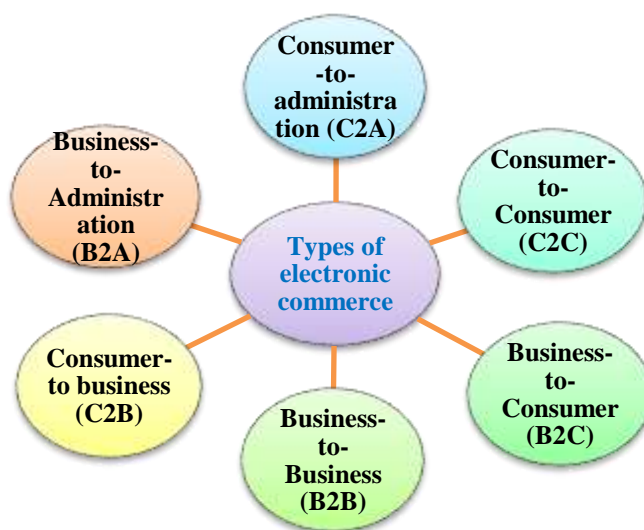 Consumer
-to-
administra
tion (C2A)
Business-
to-
Administr
ation
(B2A)
Consumer-
to-
Consumer
(C2C)
Types of
electronic
commerce
Consumer-
to business
(C2B)
Business-
to-
Consumer
(B2C)
Business-
to-
Business
(B2B)